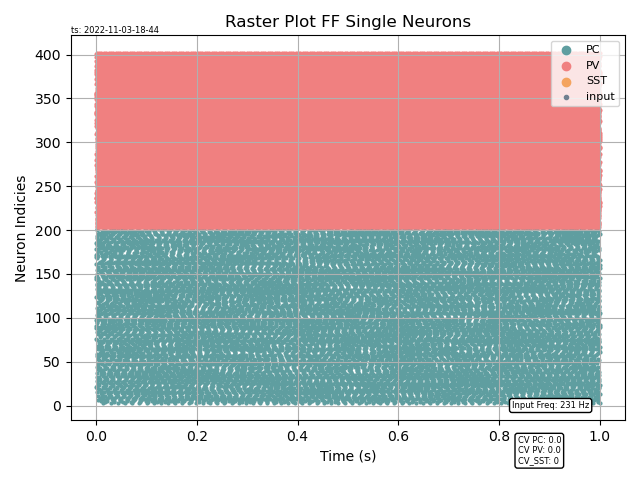 Raster Plot FF Single Neurons
ts: 2022-11-03-18-44
PC
PV
SST
input
400
350
300
250
200
150
100
50
0
Neuron Indicies
Input Freq: 231 Hz
0.0 0.2 0.4 0.6 0.8 1.0
Time (s)
CV PC: 0.0
CV PV: 0.0
CV_SST: 0